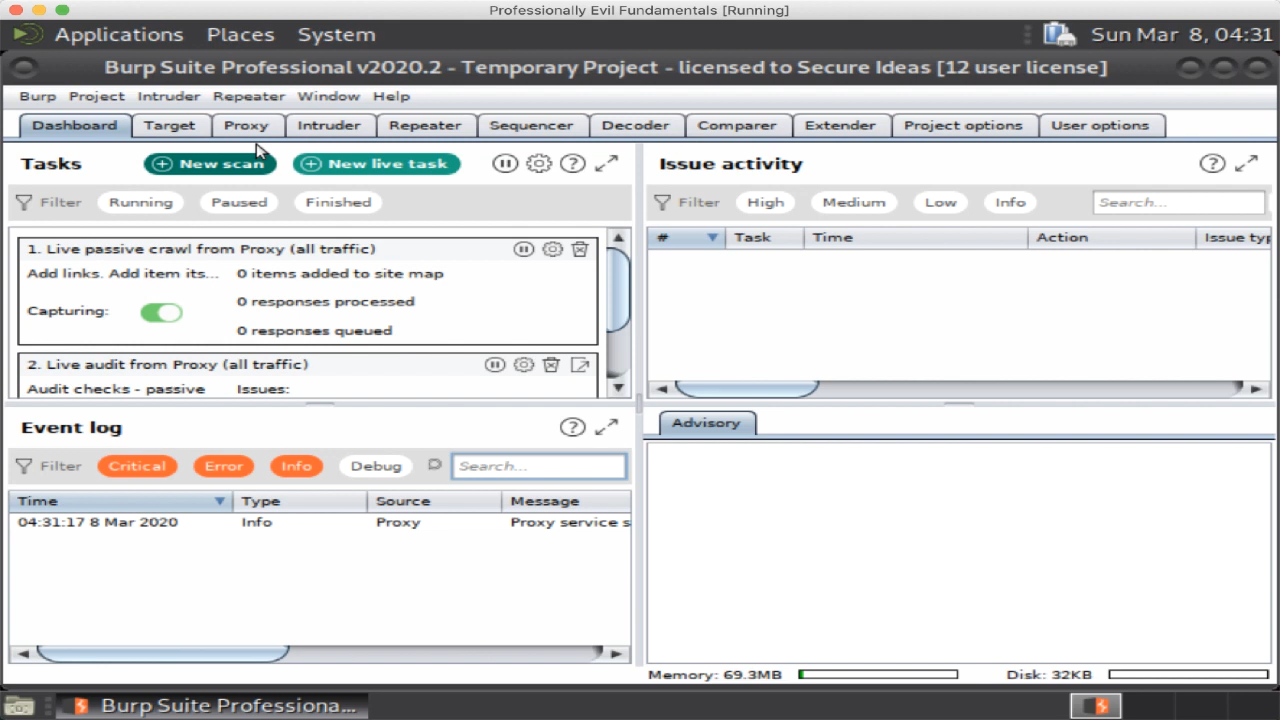 Professionally Evil Fundamentals [Running]
Applications Places System Sun Mar 8, 04:31
Burp Suite Professional v2020.2 - Temporary Project - licensed to Secure Ideas [12 user license]
Burp Project Intruder Repeater Window Help
Dashboard Target Proxy Intruder Repeater Sequencer Decoder Comparer Extender Project options User options
Tasks New scan New live task
Filter Running Paused Finished
1. Live passive crawl from Proxy (all traffic)
Add links. Add item its... 0 items added to site map
0 responses processed
Capturing:
0 responses queued
2. Live audit from Proxy (all traffic)
Audit checks - passive Issues:
Issue activity
Filter High Medium Low Info Search...
# Task Time Action Issue typ
Event log
Filter Critical Error Info Debug Search...
Time Type Source Message
04:31:17 8 Mar 2020 Info Proxy Proxy service s
Advisory
Memory: 69.3MB Disk: 32KB
Burp Suite Professiona...